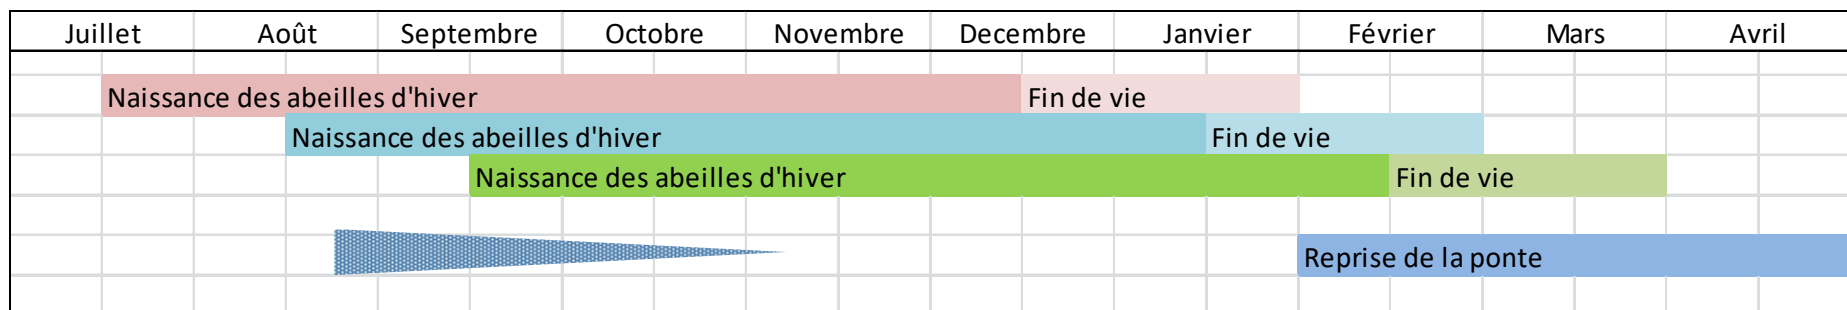 Juillet Août Septembre Octobre Novembre Decembre Janvier Février Mars Avril
Naissance des abeilles d'hiver Fin de vie
Naissance des abeilles d'hiver Fin de vie
Naissance des abeilles d'hiver Fin de vie
Reprise de la ponte